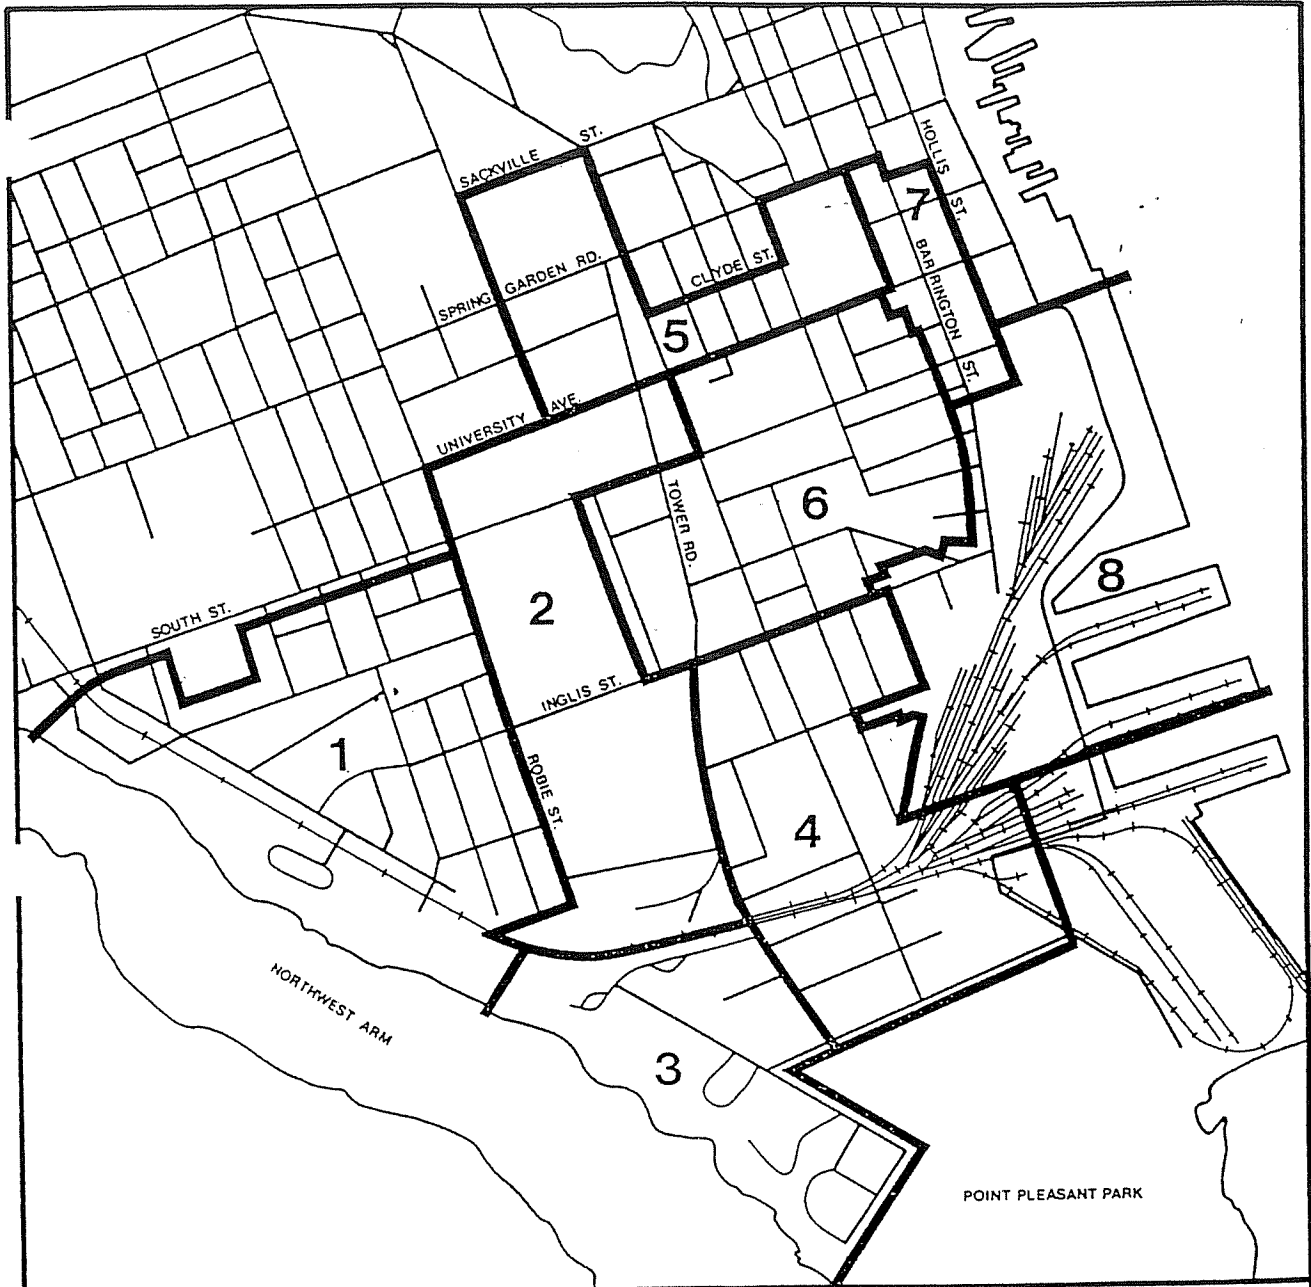 SACKVILLE ST.
HOLLIS ST.
7
SPRING GARDEN RD.
CLYDE ST.
BARRINGTON ST.
5
UNIVERSITY AVE.
TOWER RD.
6
8
2
SOUTH ST.
INGLIS ST.
1
ROBIE ST.
4
NORTHWEST ARM
3
POINT PLEASANT PARK